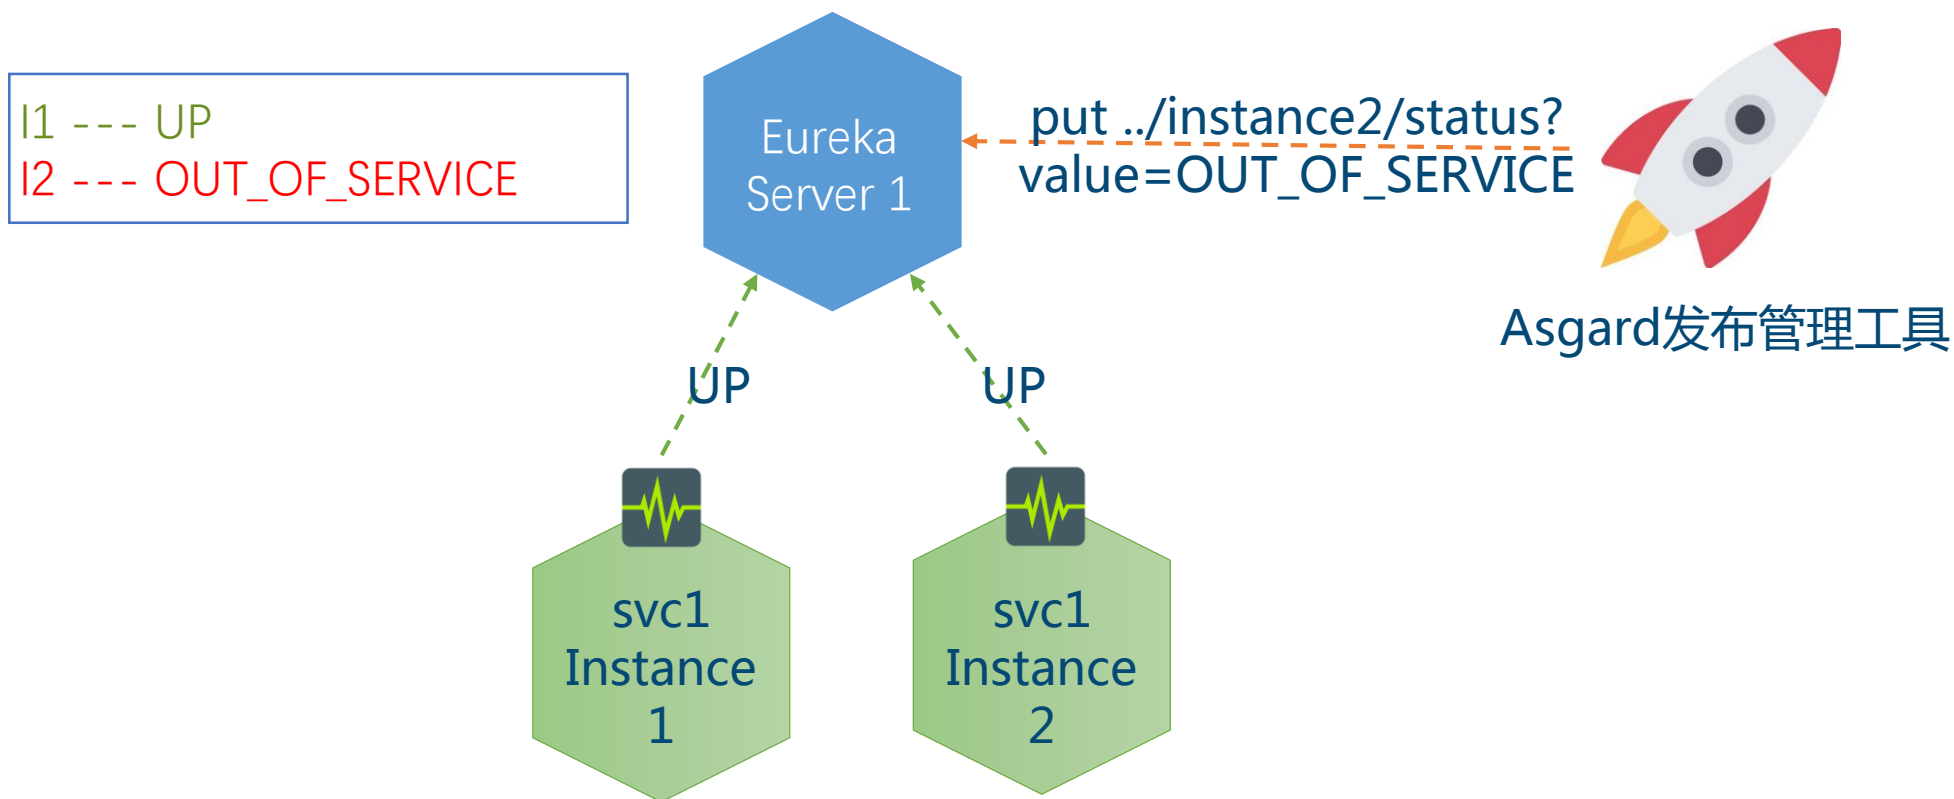 I1 --- UP
I2 --- OUT_OF_SERVICE
Eureka
Server 1
put ../instance2/status?
value=OUT_OF_SERVICE
Asgard发布管理工具
UP
UP
svc1
Instance
1
svc1
Instance
2